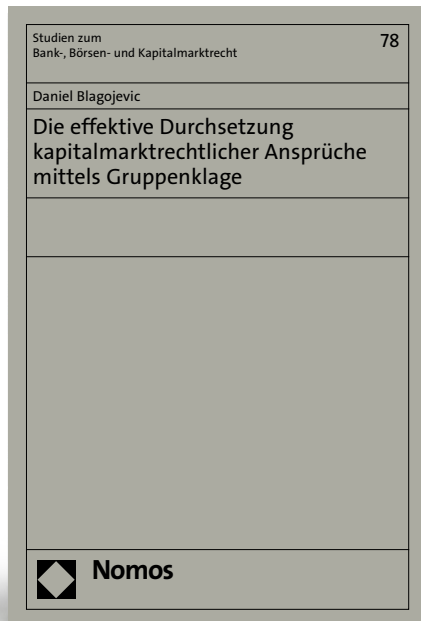 Studien zum
Bank-, Börsen- und Kapitalmarktrecht
78
Daniel Blagojevic
Die effektive Durchsetzung
kapitalmarktrechtlicher Ansprüche
mittels Gruppenklage
Nomos